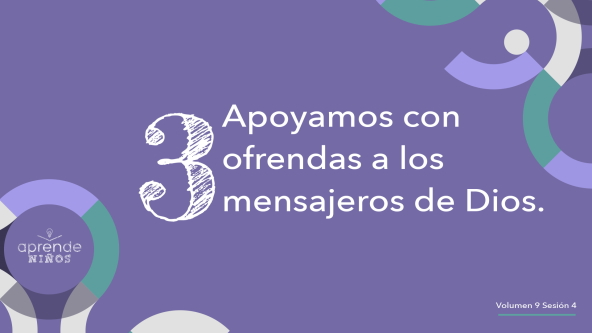 3
Apoyamos con
ofrendas a los
mensajeros de Dios.
aprende
NIÑOS
Volumen 9 Sesión 4